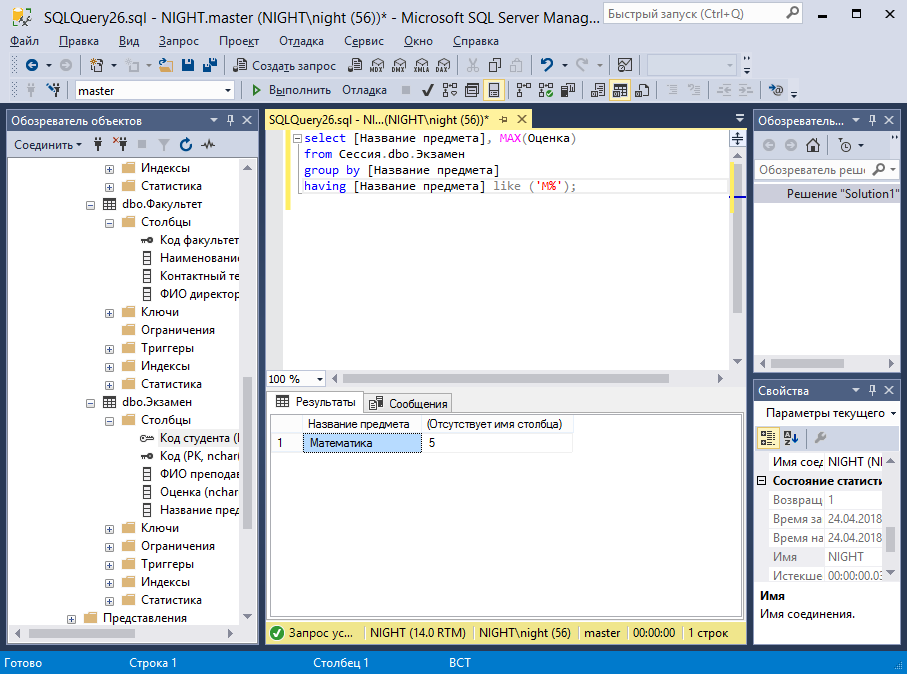 SQLQuery26.sql - NIGHT.master (NIGHT\night (56))* - Microsoft SQL Server Manag...
Быстрый запуск (Ctrl+Q)
Файл Правка Вид Запрос Проект Отладка Сервис Окно Справка
Создать запрос MDX DMX XMLA DAX
master Выполнить Отладка
Обозреватель объектов
Соединить
Индексы
Статистика
dbo.Факультет
Столбцы
Код факультет
Наименовани
Контактный те
ФИО директор
Ключи
Ограничения
Триггеры
Индексы
Статистика
dbo.Экзамен
Столбцы
Код студента (
Код (PK, nchar(
ФИО преподав
Оценка (nchar
Название пред
Ключи
Ограничения
Триггеры
Индексы
Статистика
Представления
SQLQuery26.sql - NI...(NIGHT\night (56))*
select [Название предмета], MAX(Оценка)
from Сессия.dbo.Экзамен
group by [Название предмета]
having [Название предмета] like ('М%');
100 %
Результаты Сообщения
Название предмета (Отсутствует имя столбца)
1 Математика 5
Запрос ус... NIGHT (14.0 RTM) NIGHT\night (56) master 00:00:00 1 строк
Обозреватель...
Обозреватель реше
Решение "Solution1"
Свойства
Параметры текущего
Имя соед NIGHT (NI
Состояние статисти
Возвращ 1
Время за 24.04.2018
Время на 24.04.2018
Имя NIGHT
Истекше 00:00:00.03
Имя
Имя соединения.
Готово Строка 1 Столбец 1 ВСТ